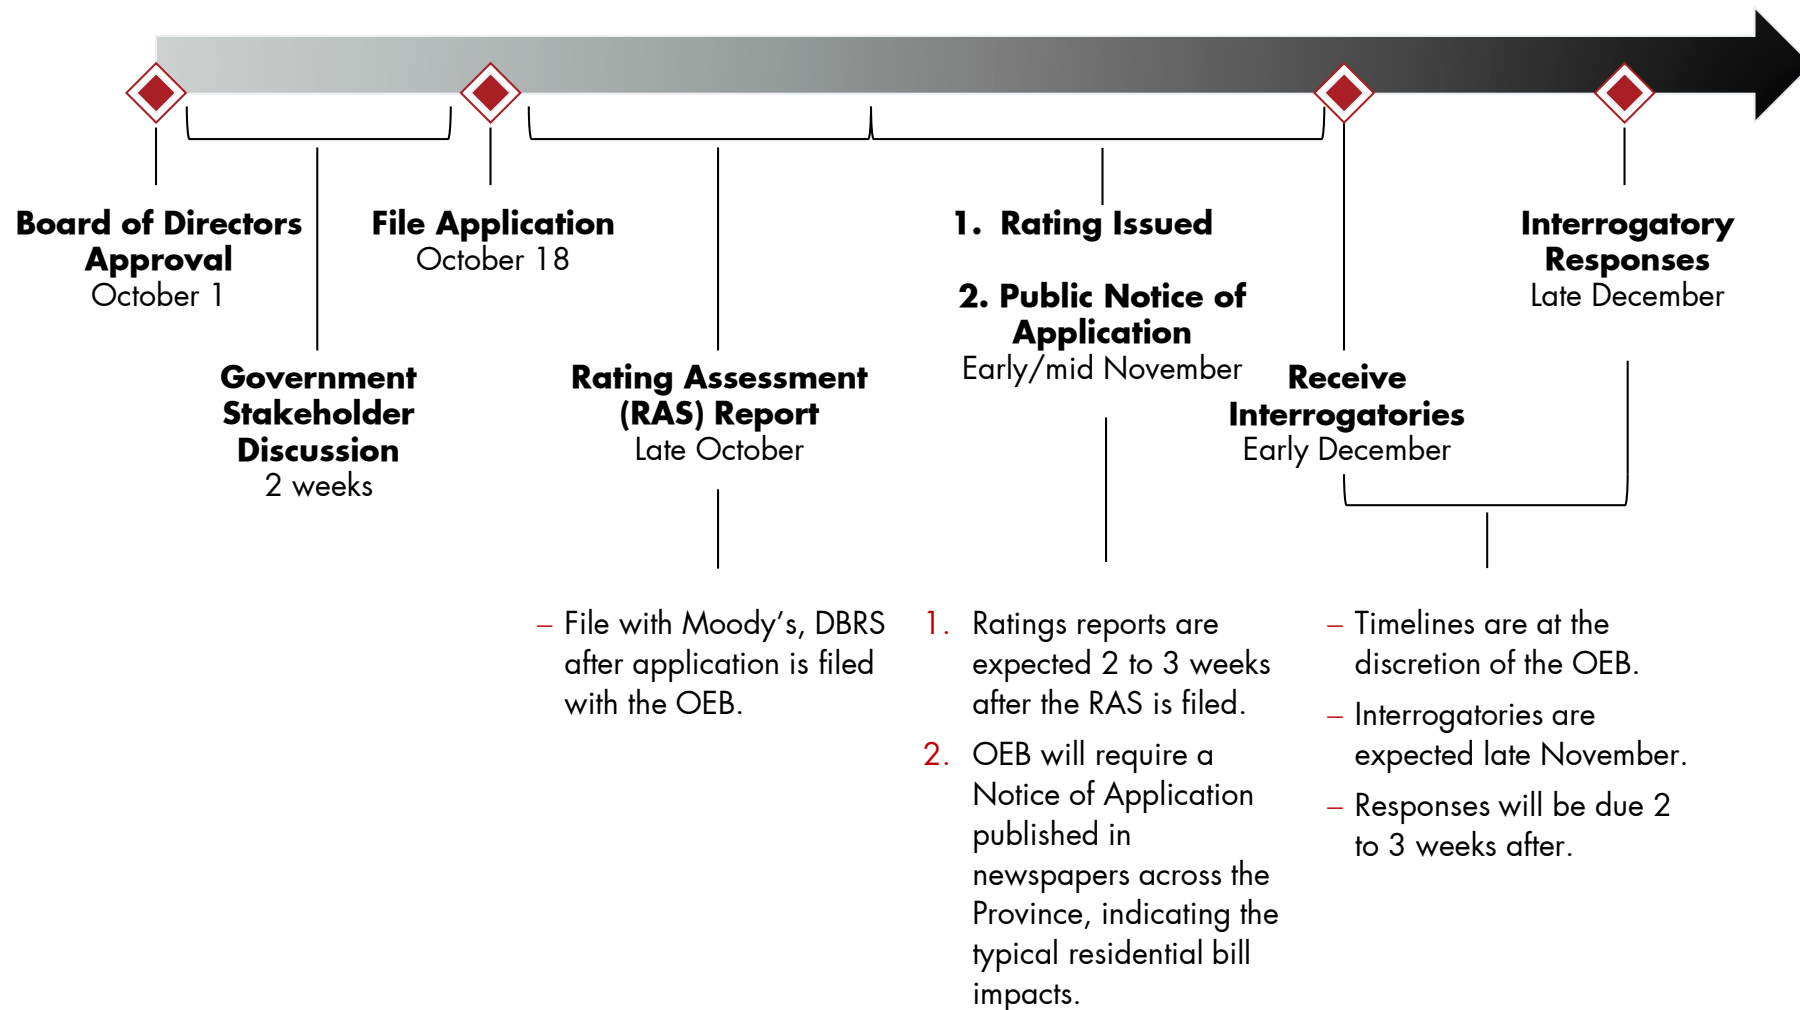 Board of Directors
Approval
October 1
File Application
October 18
1. Rating Issued
2. Public Notice of
Application
Early/mid November
Interrogatory
Responses
Late December
Government
Stakeholder
Discussion
2 weeks
Rating Assessment
(RAS) Report
Late October
Receive
Interrogatories
Early December
– File with Moody’s, DBRS
after application is filed
with the OEB.
1. Ratings reports are
expected 2 to 3 weeks
after the RAS is filed.
2. OEB will require a
Notice of Application
published in
newspapers across the
Province, indicating the
typical residential bill
impacts.
– Timelines are at the
discretion of the OEB.
– Interrogatories are
expected late November.
– Responses will be due 2
to 3 weeks after.